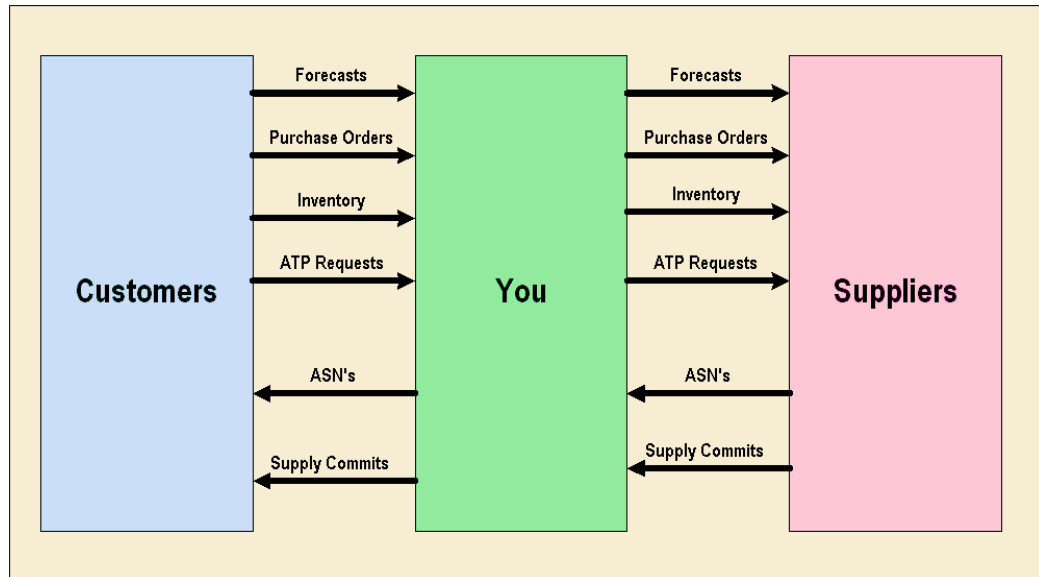 Forecasts
Forecasts
Purchase Orders
Purchase Orders
Inventory
Inventory
ATP Requests
ATP Requests
Customers
You
Suppliers
ASN's
ASN's
Supply Commits
Supply Commits